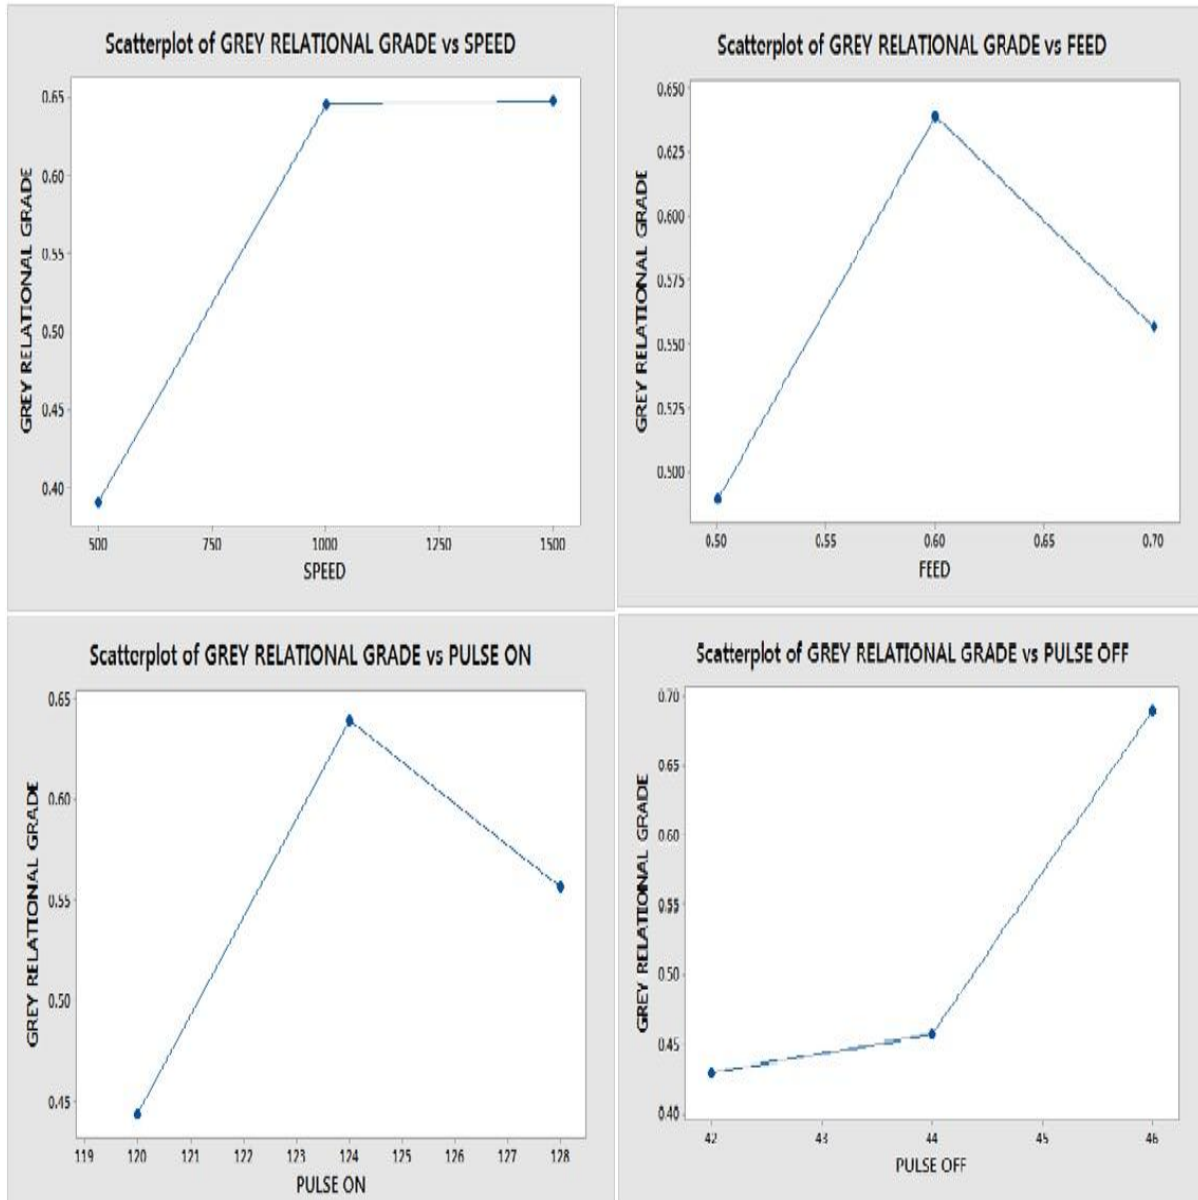 Scatterplot of GREY RELATIONAL GRADE vs SPEED
GREY RELATIONAL GRADE
0.65
0.60
0.55
0.50
0.45
0.40
500 750 1000 1250 1500
SPEED
Scatterplot of GREY RELATIONAL GRADE vs FEED
GREY RELATIONAL GRADE
0.650
0.625
0.600
0.575
0.550
0.525
0.500
0.50 0.55 0.60 0.65 0.70
FEED
Scatterplot of GREY RELATIONAL GRADE vs PULSE ON
GREY RELATIONAL GRADE
0.65
0.60
0.55
0.50
0.45
119 120 121 122 123 124 125 126 127 128
PULSE ON
Scatterplot of GREY RELATIONAL GRADE vs PULSE OFF
GREY RELATIONAL GRADE
0.70
0.65
0.60
0.55
0.50
0.45
0.40
42 43 44 45 46
PULSE OFF